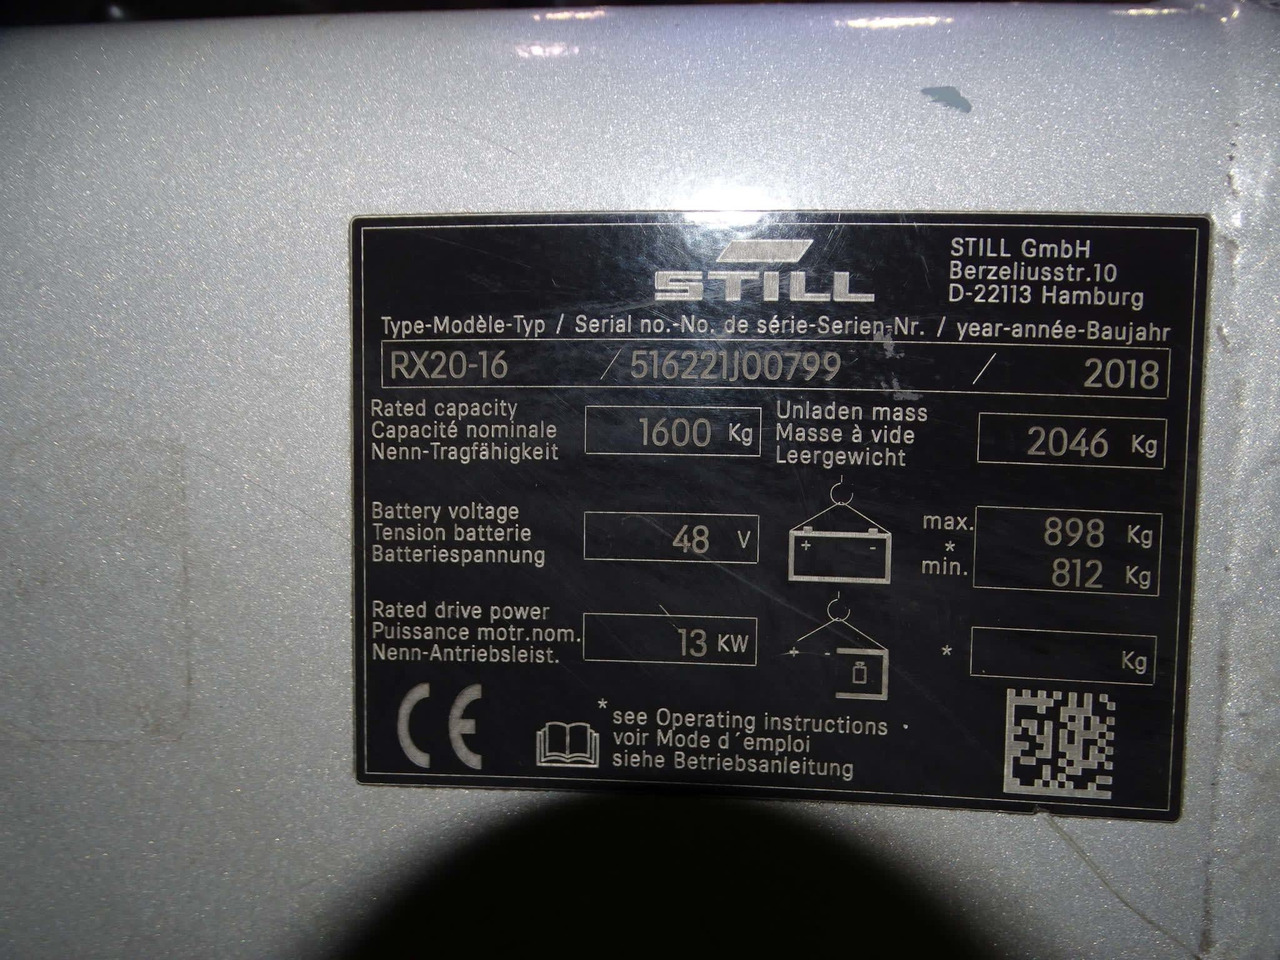 STILL
STILL GmbH
Berzeliusstr.10
D-22113 Hamburg
Type-Modèle-Typ / Serial no.-No. de série-Serien-Nr. / year-année-Baujahr
RX20-16 / 516221J00799 / 2018
Rated capacity
Capacité nominale
Nenn-Tragfähigkeit
1600 Kg
Unladen mass
Masse à vide
Leergewicht
2046 Kg
Battery voltage
Tension batterie
Batteriespannung
48 V
+ -
max. 898 Kg
*
min. 812 Kg
Rated drive power
Puissance motr.nom.
Nenn-Antriebsleist.
13 KW
+ -
* Kg
CE
* see Operating instructions
voir Mode d´emploi
siehe Betriebsanleitung